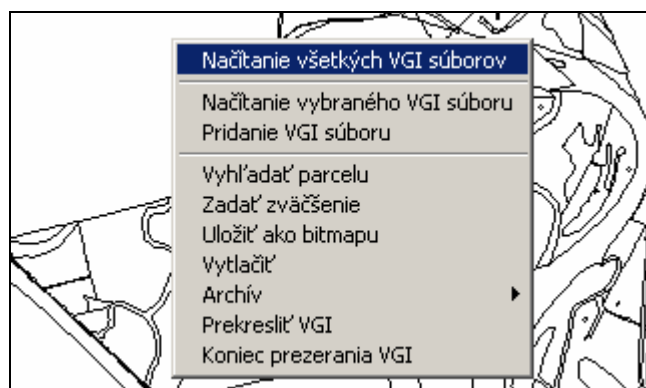 Načítanie všetkých VGI súborov
Načítanie vybraného VGI súboru
Pridanie VGI súboru
Vyhľadať parcelu
Zadať zväčšenie
Uložiť ako bitmapu
Vytlačiť
Archív
Prekresliť VGI
Koniec prezerania VGI